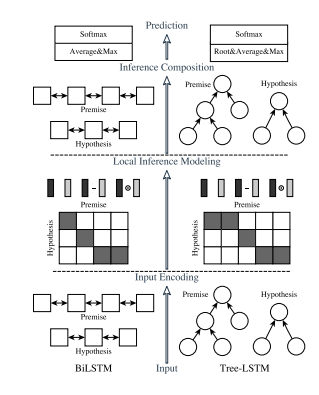 Prediction
Softmax
Average&Max
Softmax
Root&Average&Max
Inference Composition
Premise
Hypothesis
Premise
Hypothesis
Local Inference Modeling
Premise
Hypothesis
Premise
Hypothesis
Input Encoding
Premise
Hypothesis
Premise
Hypothesis
BiLSTM
Input
Tree-LSTM